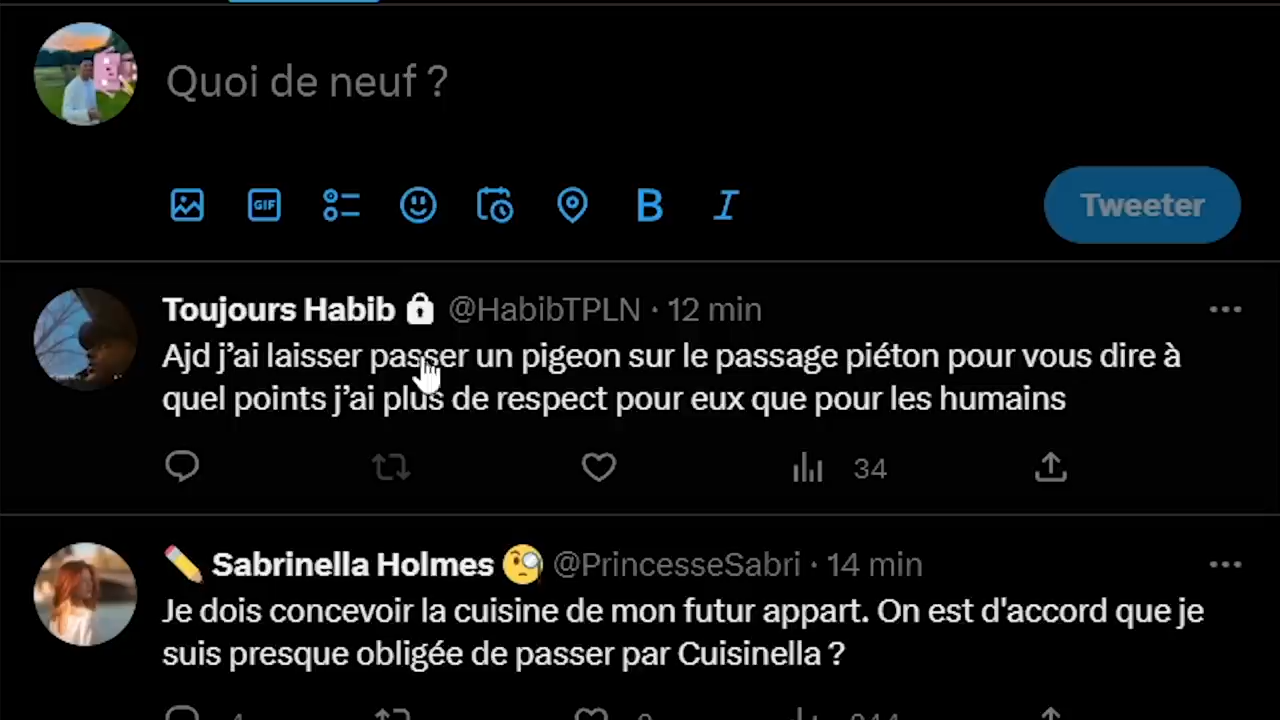 Quoi de neuf ?
GIF
B I
Tweeter
Toujours Habib @HabibTPLN · 12 min
Ajd j’ai laisser passer un pigeon sur le passage piéton pour vous dire à
quel points j’ai plus de respect pour eux que pour les humains
34
Sabrinella Holmes @PrincesseSabri · 14 min
Je dois concevoir la cuisine de mon futur appart. On est d'accord que je
suis presque obligée de passer par Cuisinella ?